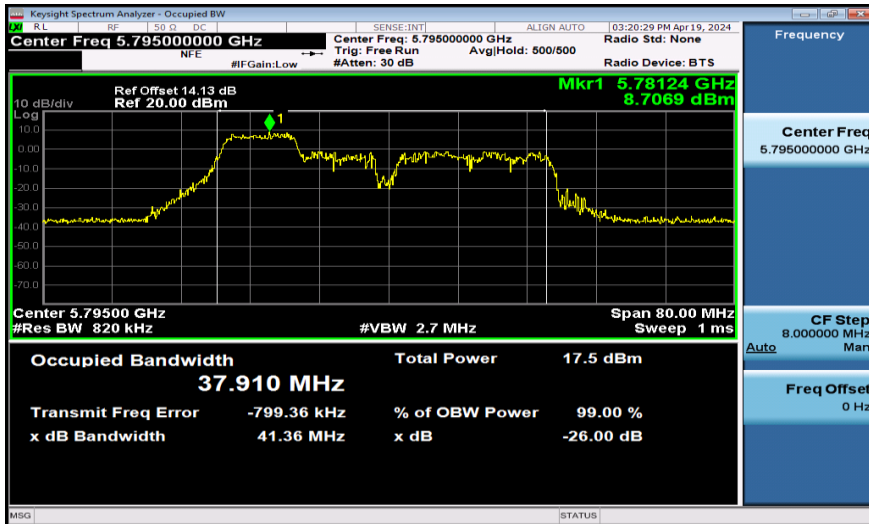 Keysight Spectrum Analyzer - Occupied BW
LXI RL RF 50 Ω DC SENSE:INT ALIGN AUTO 03:20:29 PM Apr 19, 2024
Center Freq 5.795000000 GHz
NFE
#IFGain:Low
Center Freq: 5.795000000 GHz
Trig: Free Run Avg|Hold: 500/500
#Atten: 30 dB
Radio Std: None
Radio Device: BTS
Ref Offset 14.13 dB
10 dB/div Ref 20.00 dBm
Log
Mkr1 5.78124 GHz
8.7069 dBm
1
10.0
0.00
-10.0
-20.0
-30.0
-40.0
-50.0
-60.0
-70.0
Center 5.79500 GHz Span 80.00 MHz
#Res BW 820 kHz #VBW 2.7 MHz Sweep 1 ms
Occupied Bandwidth Total Power 17.5 dBm
37.910 MHz
Transmit Freq Error -799.36 kHz % of OBW Power 99.00 %
x dB Bandwidth 41.36 MHz x dB -26.00 dB
MSG STATUS
Frequency
Center Freq
5.795000000 GHz
CF Step
8.000000 MHz
Auto Man
Freq Offset
0 Hz